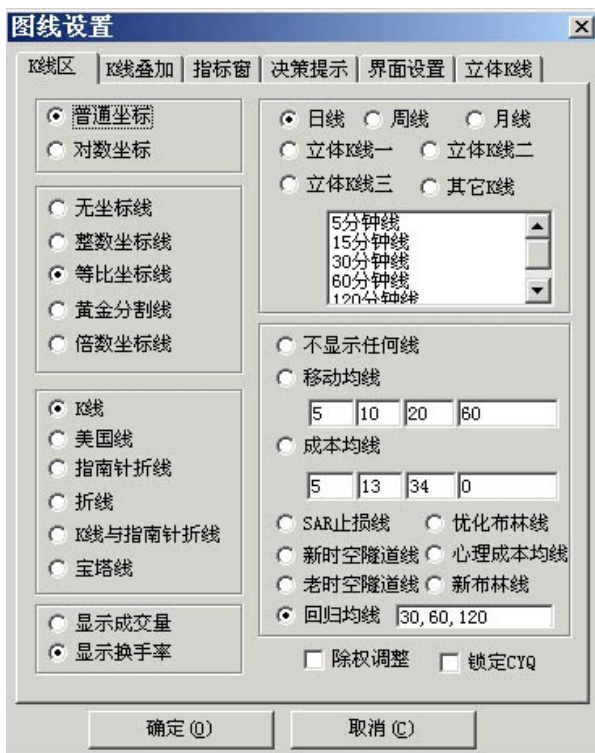 图线设置
K线区 K线叠加 指标窗 决策提示 界面设置 立体K线
普通坐标
对数坐标
无坐标线
整数坐标线
等比坐标线
黄金分割线
倍数坐标线
K线
美国线
指南针折线
折线
K线与指南针折线
宝塔线
显示成交量
显示换手率
日线 周线 月线
立体K线一 立体K线二
立体K线三 其它K线
5分钟线
15分钟线
30分钟线
60分钟线
120分钟线
不显示任何线
移动均线
5 10 20 60
成本均线
5 13 34 0
SAR止损线 优化布林线
新时空隧道线 心理成本均线
老时空隧道线 新布林线
回归均线 30,60,120
除权调整 锁定CYQ
确定(O) 取消(C)